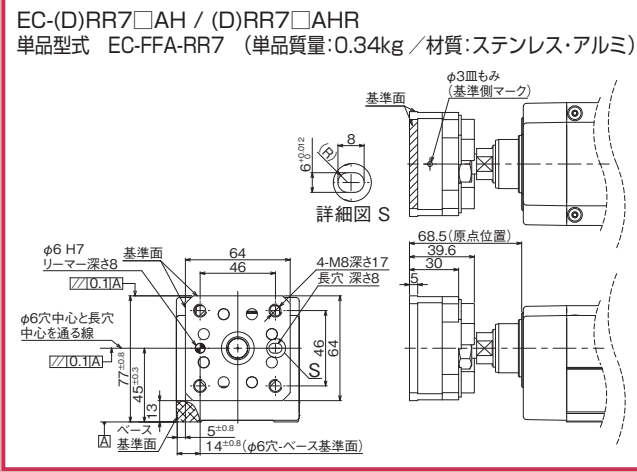 EC-(D)RR7□AH / (D)RR7□AHR
単品型式 EC-FFA-RR7 (単品質量:0.34kg／材質:ステンレス・アルミ)
φ3皿もみ
(基準側マーク)
基準面
8
(R)
6+0.012 0
詳細図 S
68.5(原点位置)
39.6
30
5
φ6 H7
リーマー深さ8
基準面
64
46
4-M8深さ17
長穴 深さ8
//0.1A
φ6穴中心と長穴
中心を通る線
//0.1A
77±0.8
45±0.3
13
46
64
S
A
ベース
基準面
5±0.8
14±0.8(φ6穴-ベース基準面)